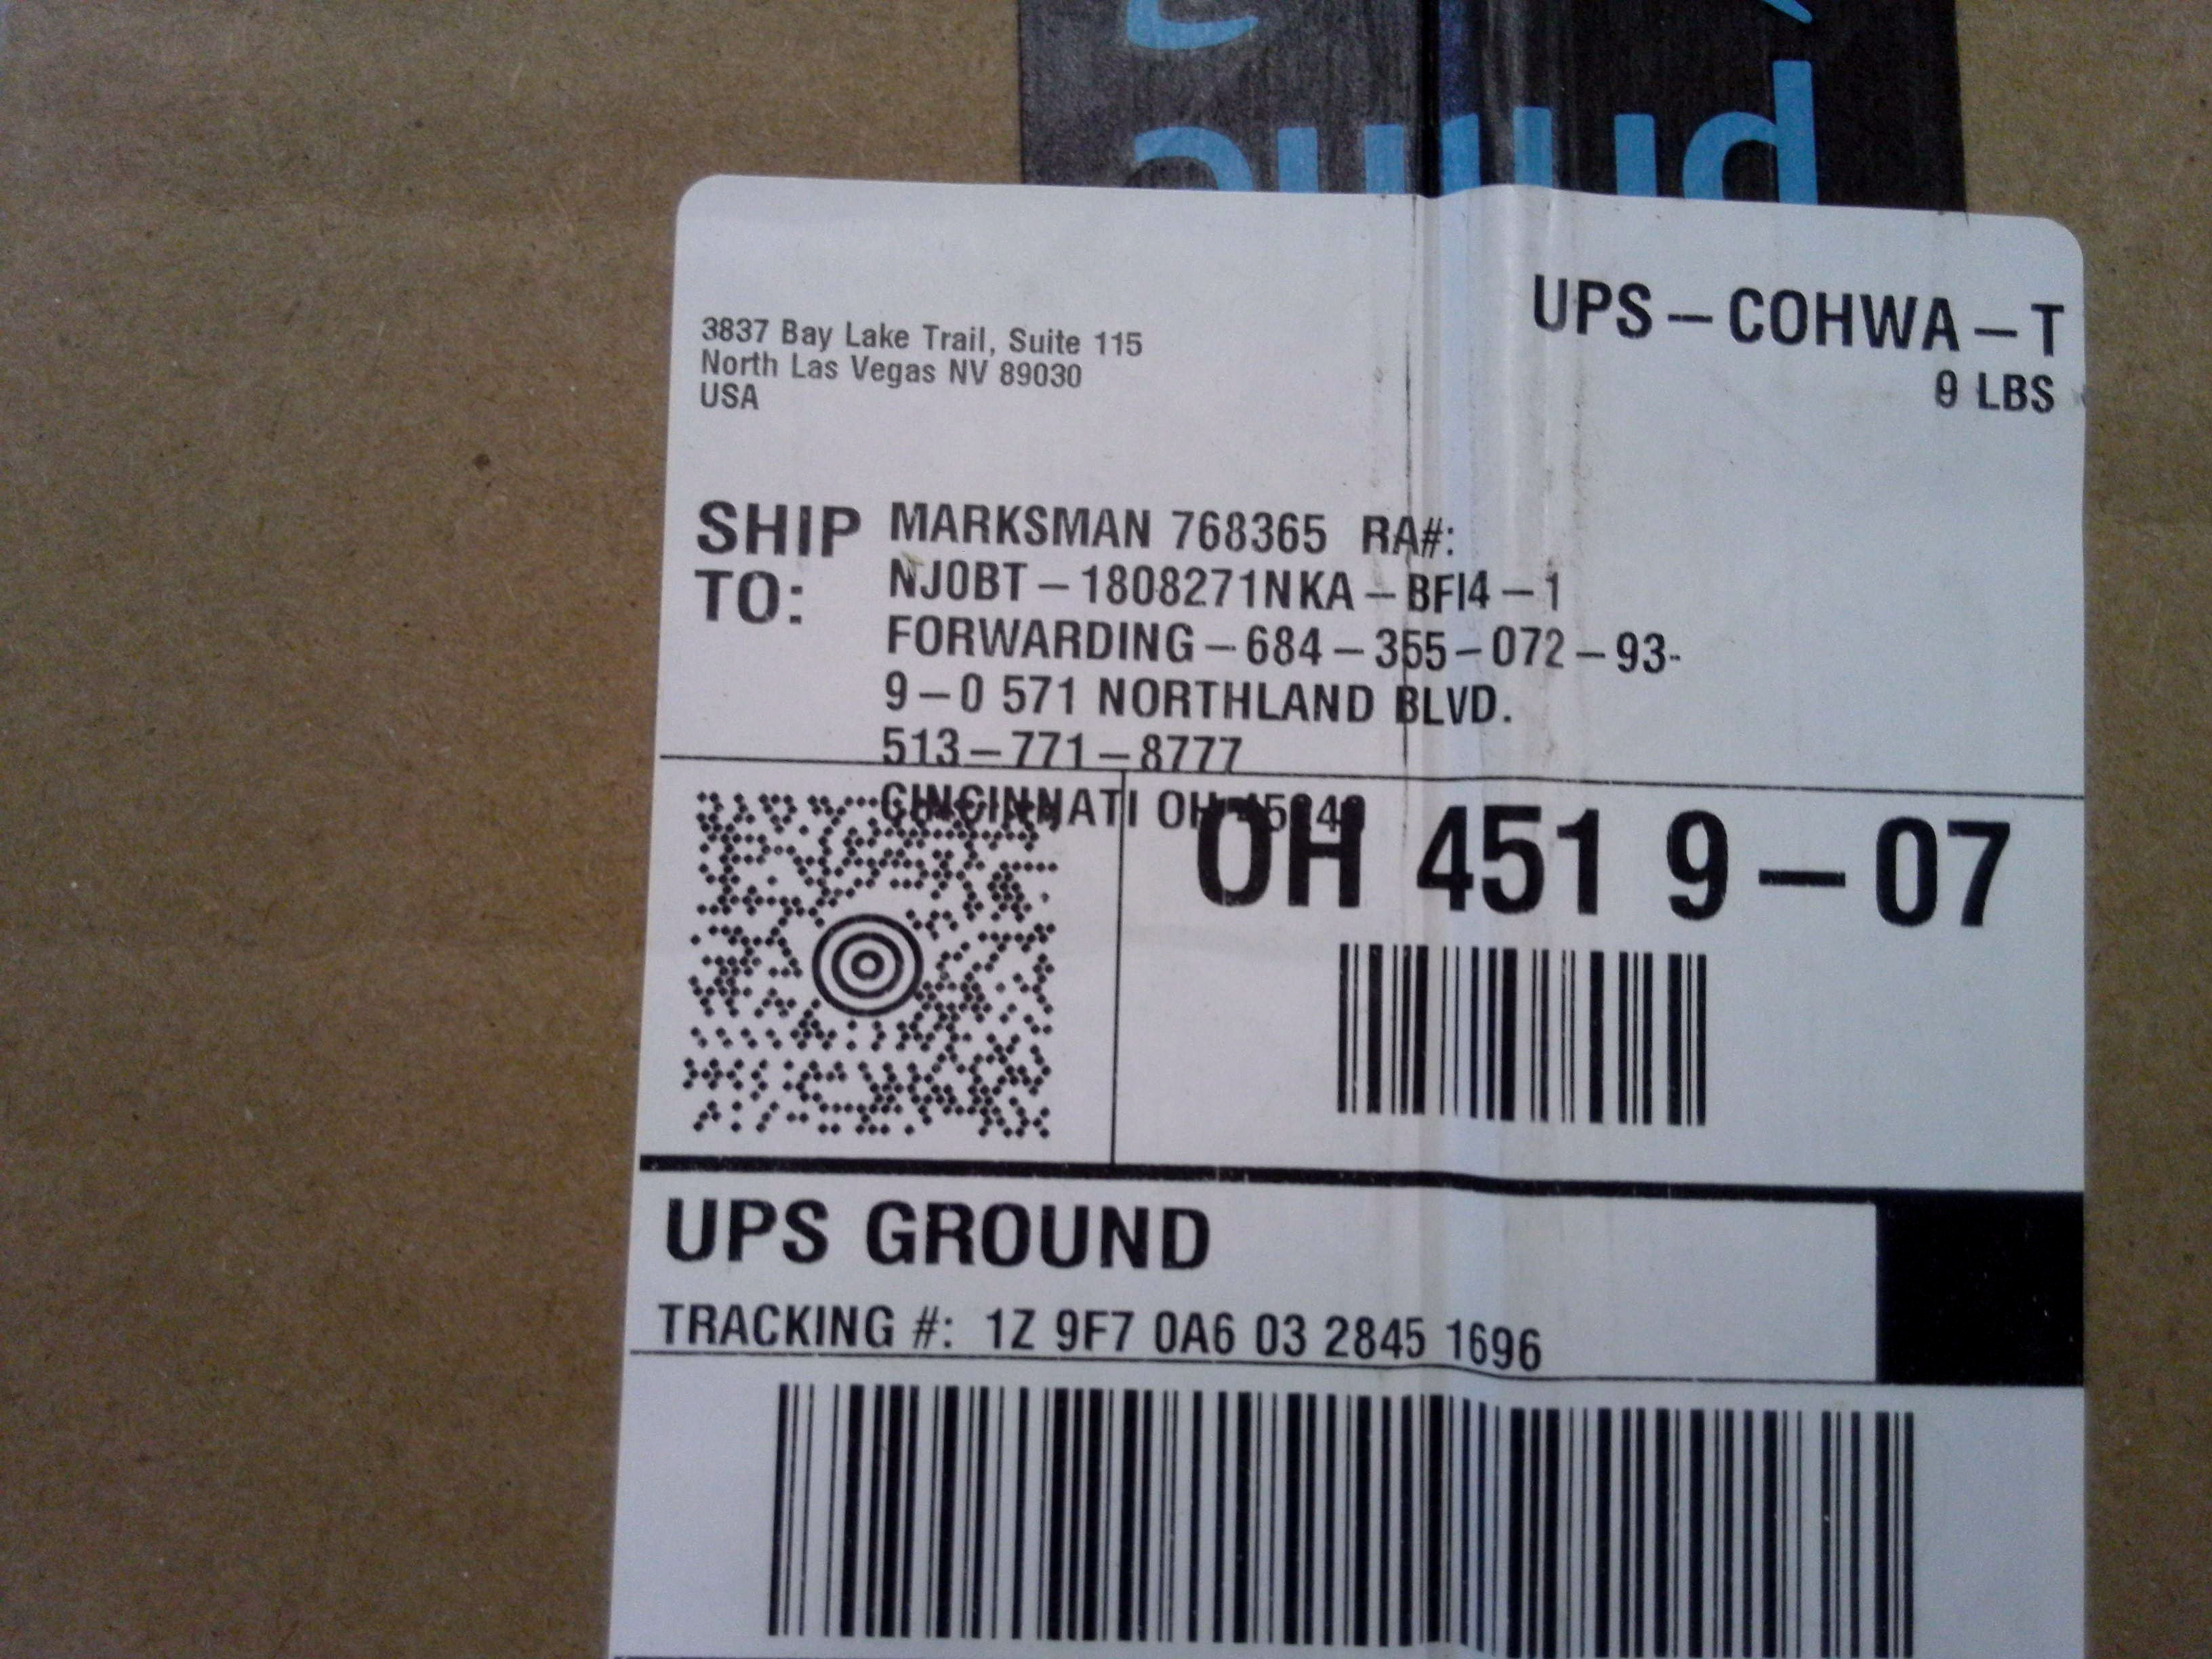 prime
3837 Bay Lake Trail, Suite 115
North Las Vegas NV 89030
USA
UPS – COHWA – T
9 LBS
SHIP TO:
MARKSMAN 768365 RA#:
NJOBT – 1808271NKA – BFI4 – 1
FORWARDING – 684 – 355 – 072 – 93-
9 – 0 571 NORTHLAND BLVD.
513 – 771 – 8777
CINCINNATI OH
OH 451 9 – 07
UPS GROUND
TRACKING #: 1Z 9F7 0A6 03 2845 1696